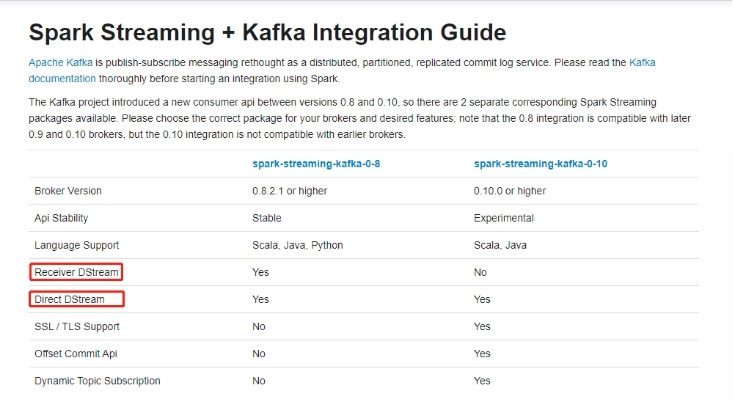 Spark Streaming + Kafka Integration Guide
Apache Kafka is publish-subscribe messaging rethought as a distributed, partitioned, replicated commit log service. Please read the Kafka
documentation thoroughly before starting an integration using Spark.
The Kafka project introduced a new consumer api between versions 0.8 and 0.10, so there are 2 separate corresponding Spark Streaming
packages available. Please choose the correct package for your brokers and desired features; note that the 0.8 integration is compatible with later
0.9 and 0.10 brokers, but the 0.10 integration is not compatible with earlier brokers.
spark-streaming-kafka-0-8 spark-streaming-kafka-0-10
Broker Version 0.8.2.1 or higher 0.10.0 or higher
Api Stability Stable Experimental
Language Support Scala, Java, Python Scala, Java
Receiver DStream Yes No
Direct DStream Yes Yes
SSL / TLS Support No Yes
Offset Commit Api No Yes
Dynamic Topic Subscription No Yes